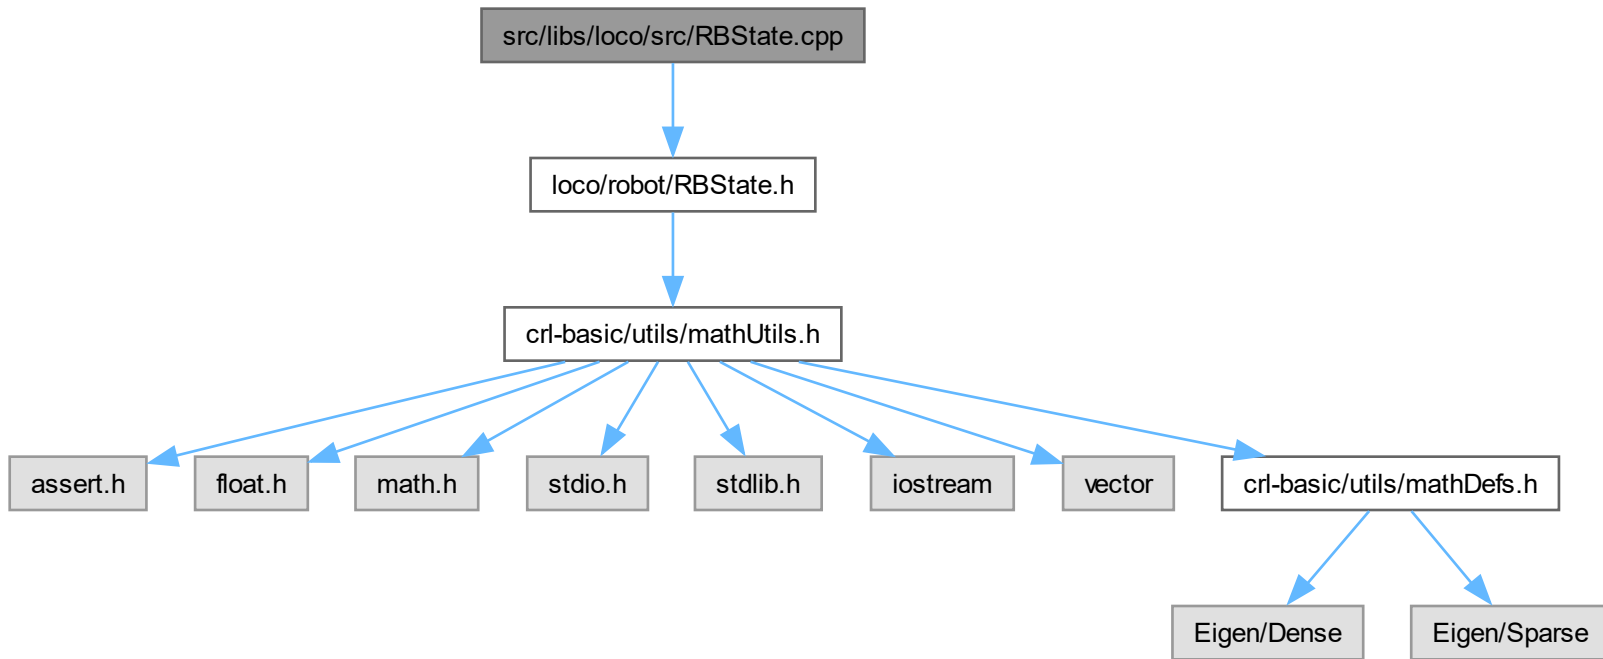 src/libs/loco/src/RBState.cpp
loco/robot/RBState.h
crl-basic/utils/mathUtils.h
assert.h
float.h
math.h
stdio.h
stdlib.h
iostream
vector
crl-basic/utils/mathDefs.h
Eigen/Dense
Eigen/Sparse